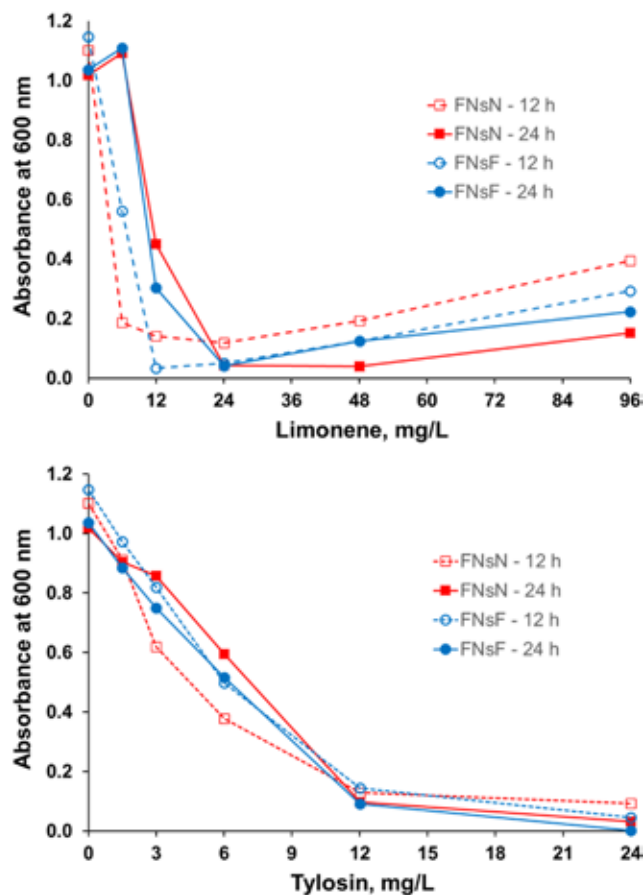 1.2
1.0
0.8
0.6
0.4
0.2
0.0
Absorbance at 600 nm
FNsN - 12 h
FNsN - 24 h
FNsF - 12 h
FNsF - 24 h
0 12 24 36 48 60 72 84 96
Limonene, mg/L
1.2
1.0
0.8
0.6
0.4
0.2
0.0
Absorbance at 600 nm
FNsN - 12 h
FNsN - 24 h
FNsF - 12 h
FNsF - 24 h
0 3 6 9 12 15 18 21 24
Tylosin, mg/L